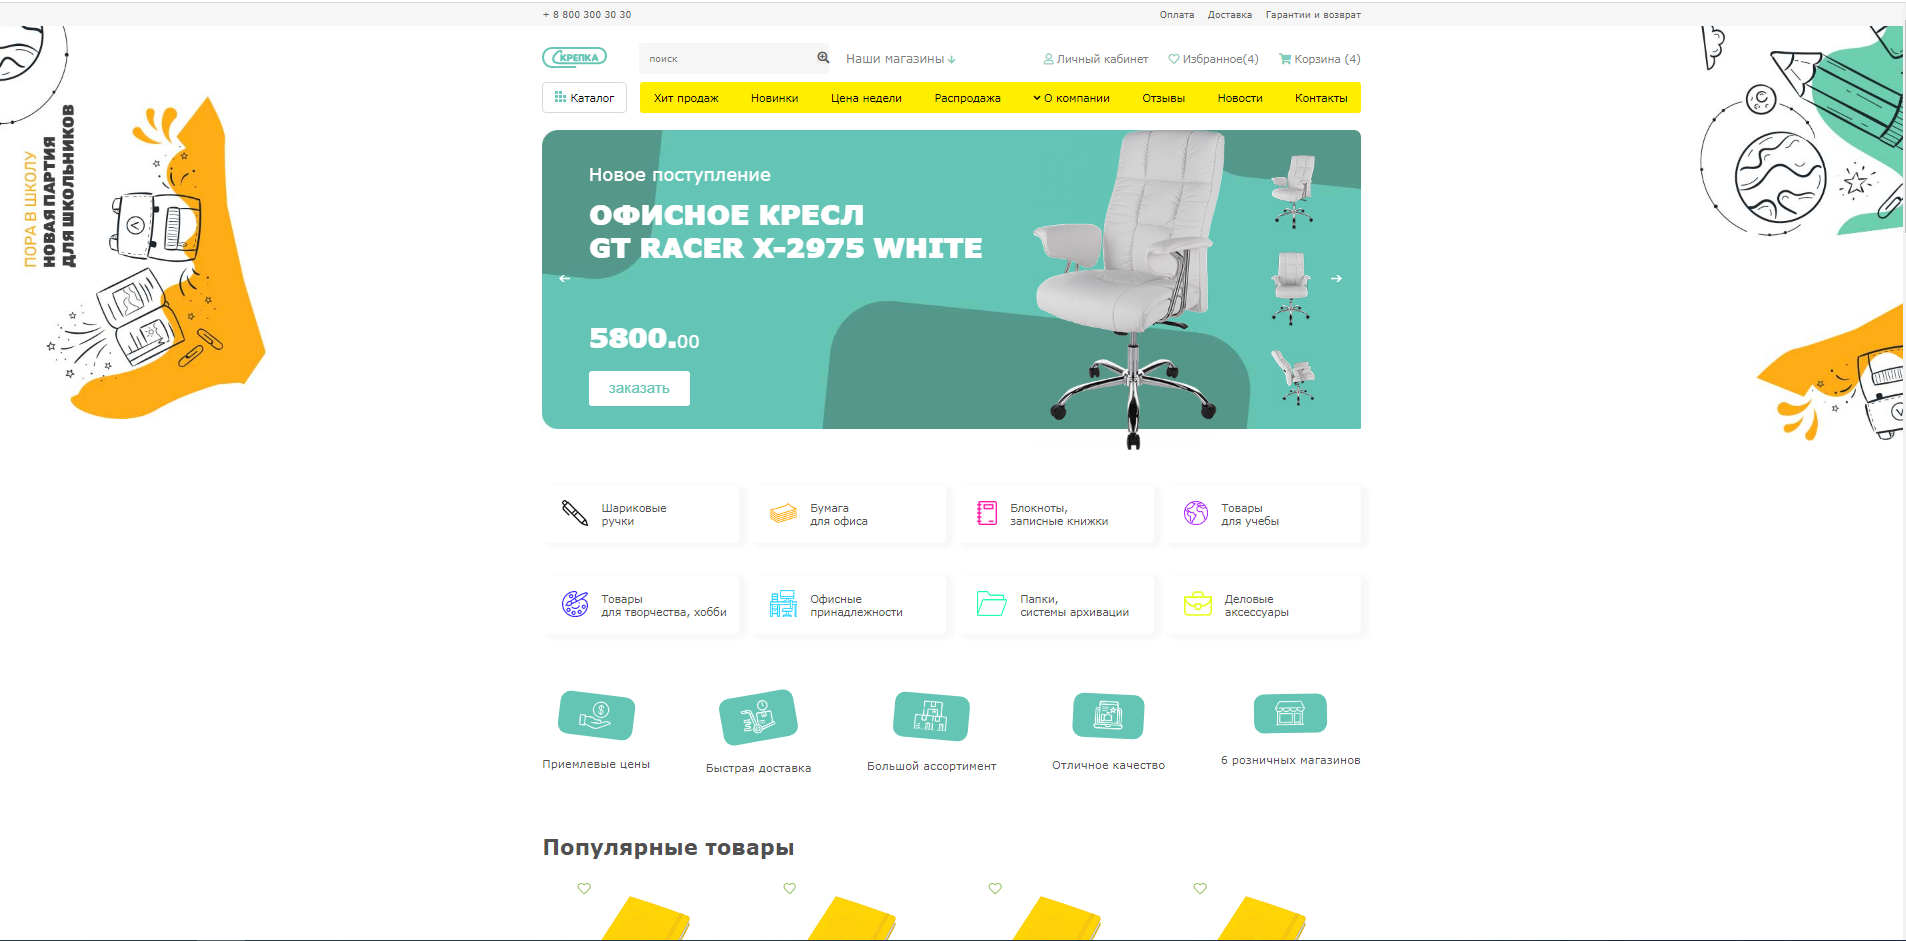 + 8 800 300 30 30
Оплата Доставка Гарантии и возврат
СКРЕПКА
поиск
Наши магазины
Личный кабинет
Избранное(4)
Корзина (4)
Каталог
Хит продаж Новинки Цена недели Распродажа О компании Отзывы Новости Контакты
ПОРА В ШКОЛУ
НОВАЯ ПАРТИЯ
ДЛЯ ШКОЛЬНИКОВ
Новое поступление
ОФИСНОЕ КРЕСЛ
GT RACER X-2975 WHITE
5800.00
заказать
Шариковые
ручки
Бумага
для офиса
Блокноты,
записные книжки
Товары
для учебы
Товары
для творчества, хобби
Офисные
принадлежности
Папки,
системы архивации
Деловые
аксессуары
Приемлевые цены
Быстрая доставка
Большой ассортимент
Отличное качество
6 розничных магазинов
Популярные товары